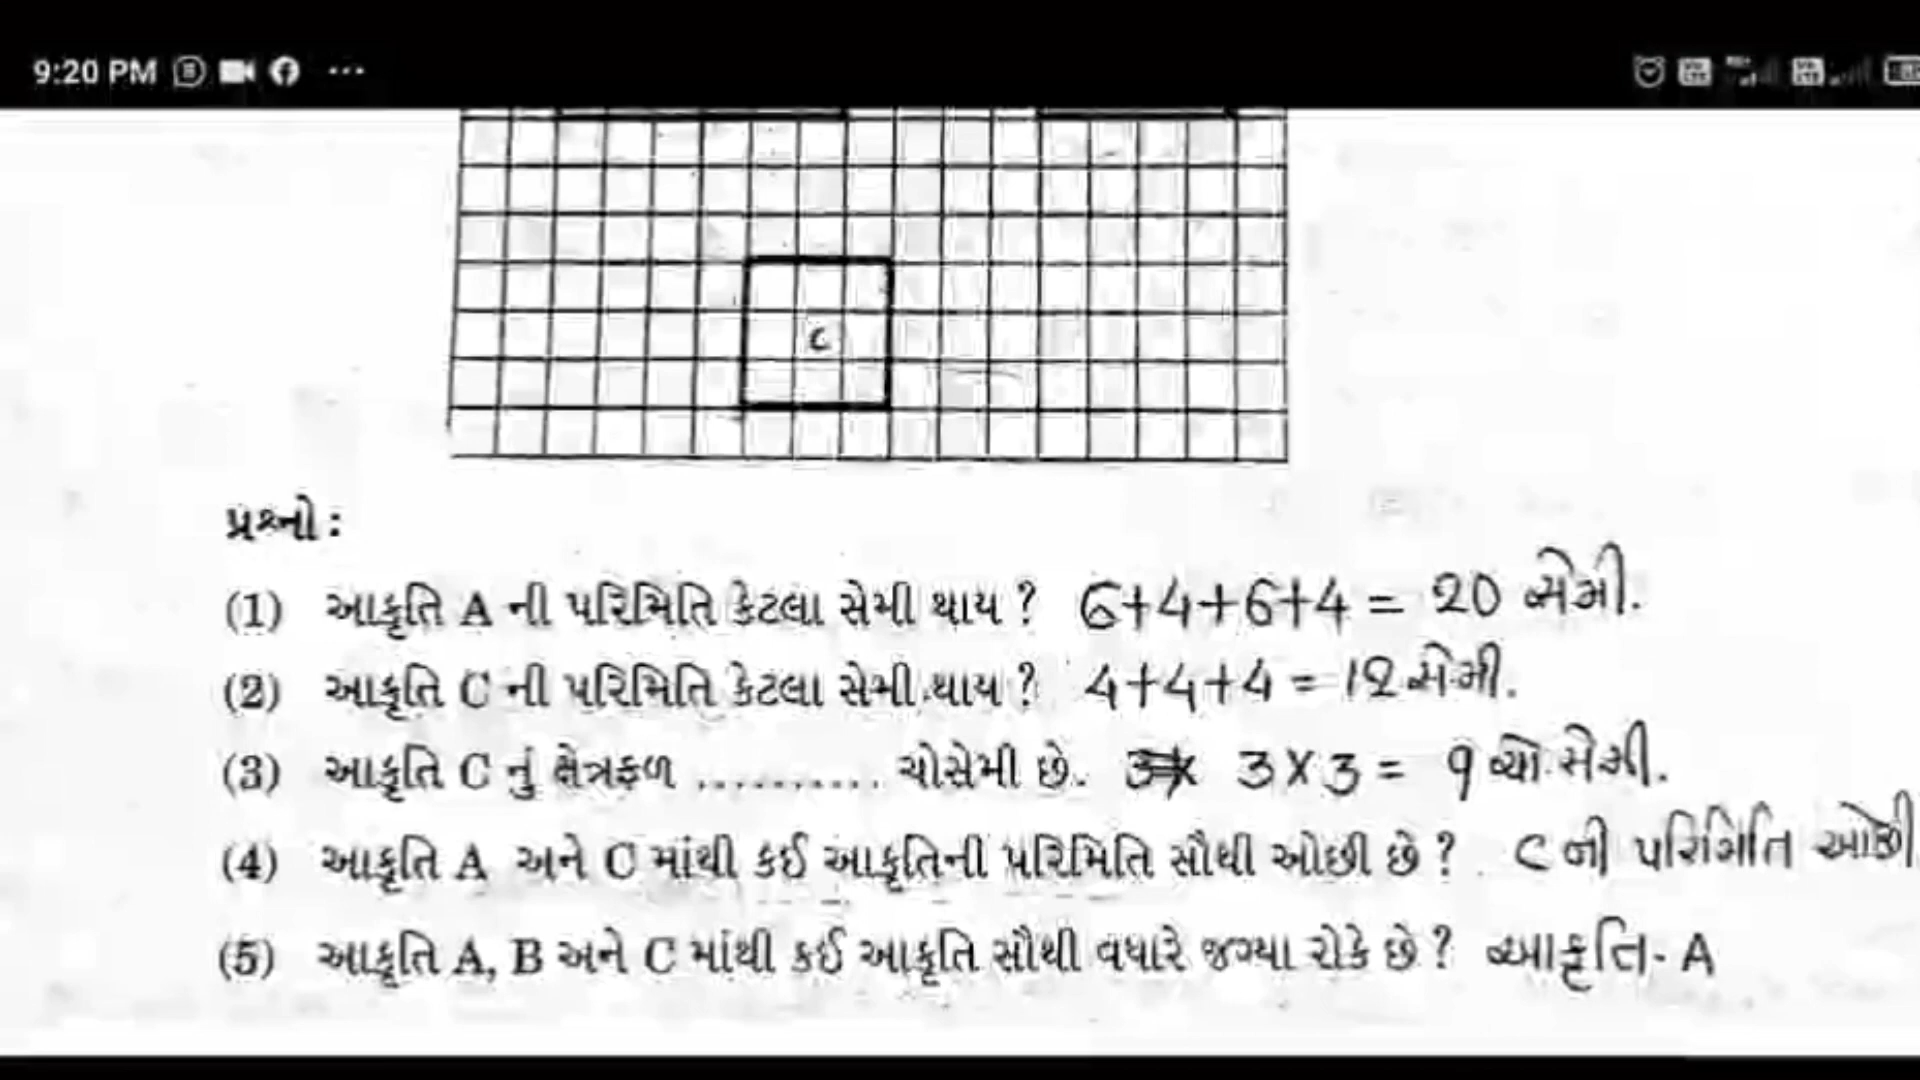 9:20 PM
C
પ્રશ્નો :
(1) આકૃતિ A ની પરિમિતિ કેટલા સેમી થાય ? 6+4+6+4 = 20 સેમી.
(2) આકૃતિ C ની પરિમિતિ કેટલા સેમી થાય ? 4+4+4 = 12 સેમી.
(3) આકૃતિ C નું ક્ષેત્રફળ ........... ચોસેમી છે. 3 x 3 = 9 ચો.સેમી.
(4) આકૃતિ A અને C માંથી કઈ આકૃતિની પરિમિતિ સૌથી ઓછી છે ? C ની પરિમિતિ ઓછી
(5) આકૃતિ A, B અને C માંથી કઈ આકૃતિ સૌથી વધારે જગ્યા રોકે છે ? આકૃતિ - A